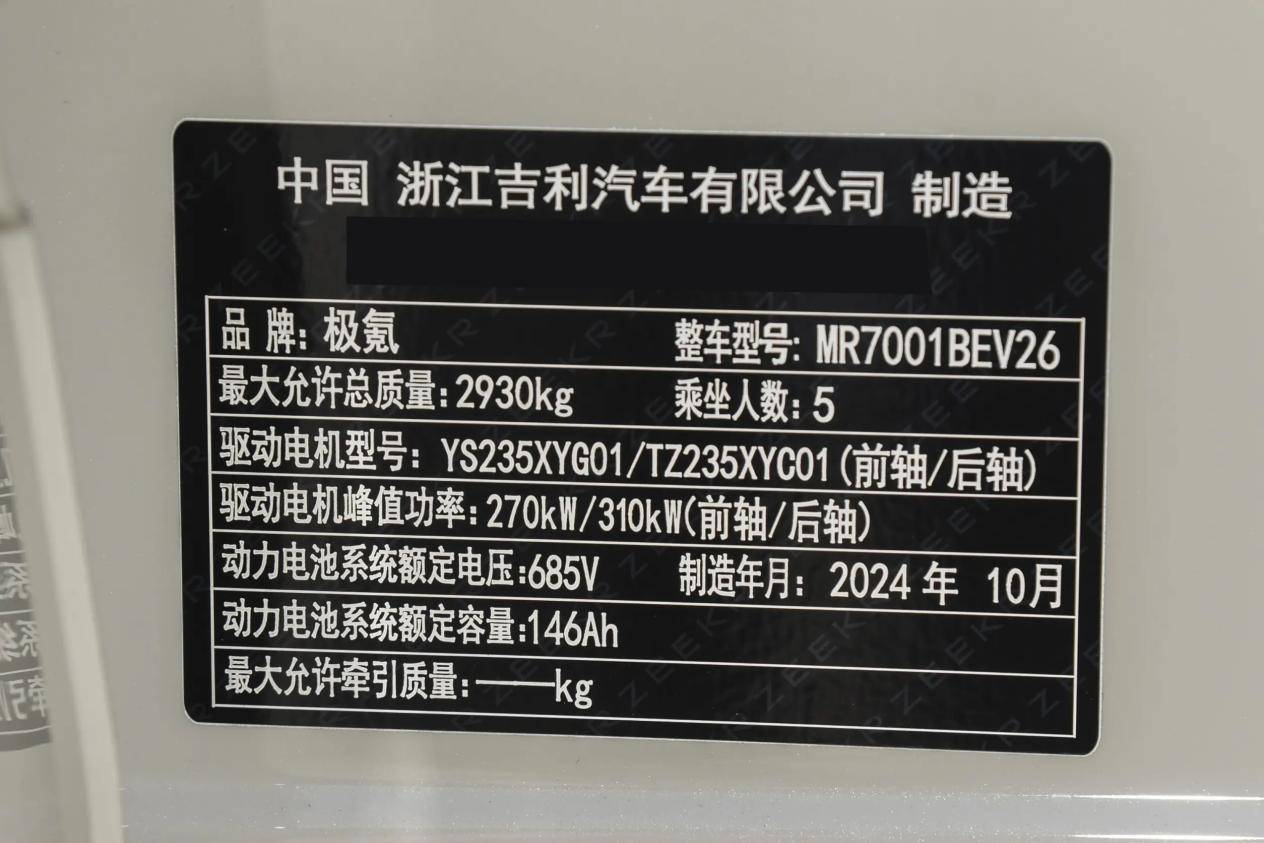 中国 浙江吉利汽车有限公司 制造
品 牌: 极氪 整车型号: MR7001BEV26
最大允许总质量:2930kg 乘坐人数: 5
驱动电机型号: YS235XYG01/TZ235XYC01(前轴/后轴)
驱动电机峰值功率:270kW/310kW(前轴/后轴)
动力电池系统额定电压:685V 制造年月: 2024 年 10月
动力电池系统额定容量:146Ah
最大允许牵引质量:——kg
ZEEKR